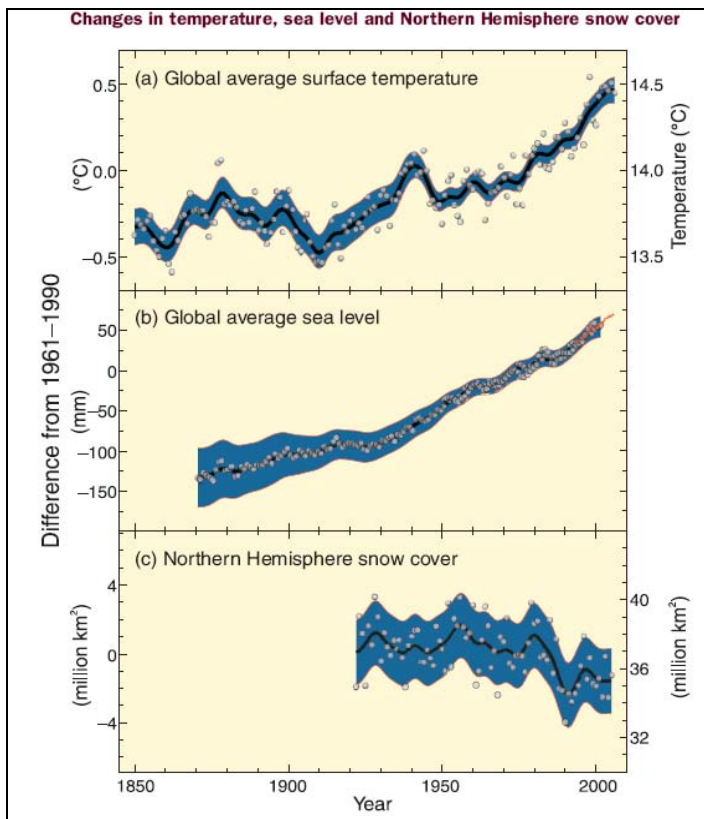 Changes in temperature, sea level and Northern Hemisphere snow cover
(a) Global average surface temperature
0.5
0.0
−0.5
(°C)
14.5
14.0
13.5
Temperature (°C)
Difference from 1961–1990
(b) Global average sea level
50
0
−50
−100
−150
(mm)
(c) Northern Hemisphere snow cover
4
0
−4
(million km²)
40
36
32
(million km²)
1850
1900
1950
2000
Year